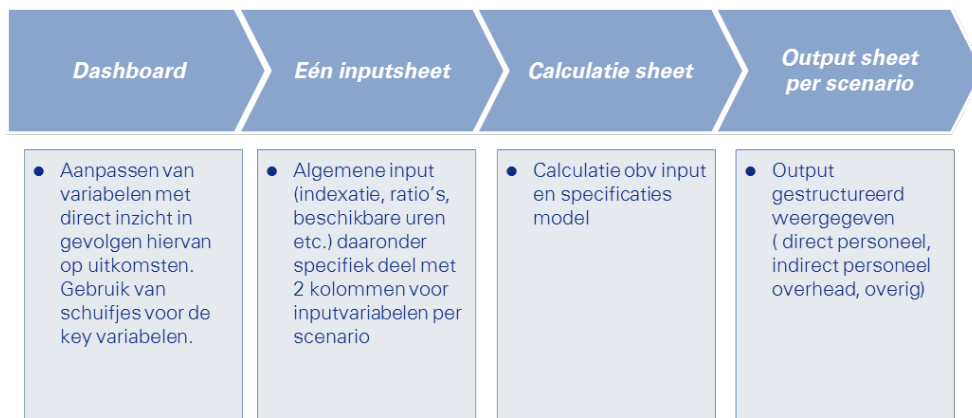 Dashboard
Eén inputsheet
Calculatie sheet
Output sheet
per scenario
● Aanpassen van
variabelen met
direct inzicht in
gevolgen hiervan
op uitkomsten.
Gebruik van
schuifjes voor de
key variabelen.
● Algemene input
(indexatie, ratio's,
beschikbare uren
etc.) daaronder
specifiek deel met
2 kolommen voor
inputvariabelen per
scenario
● Calculatie obv input
en specificaties
model
● Output
gestructureerd
weergegeven
( direct personeel,
indirect personeel
overhead, overig)